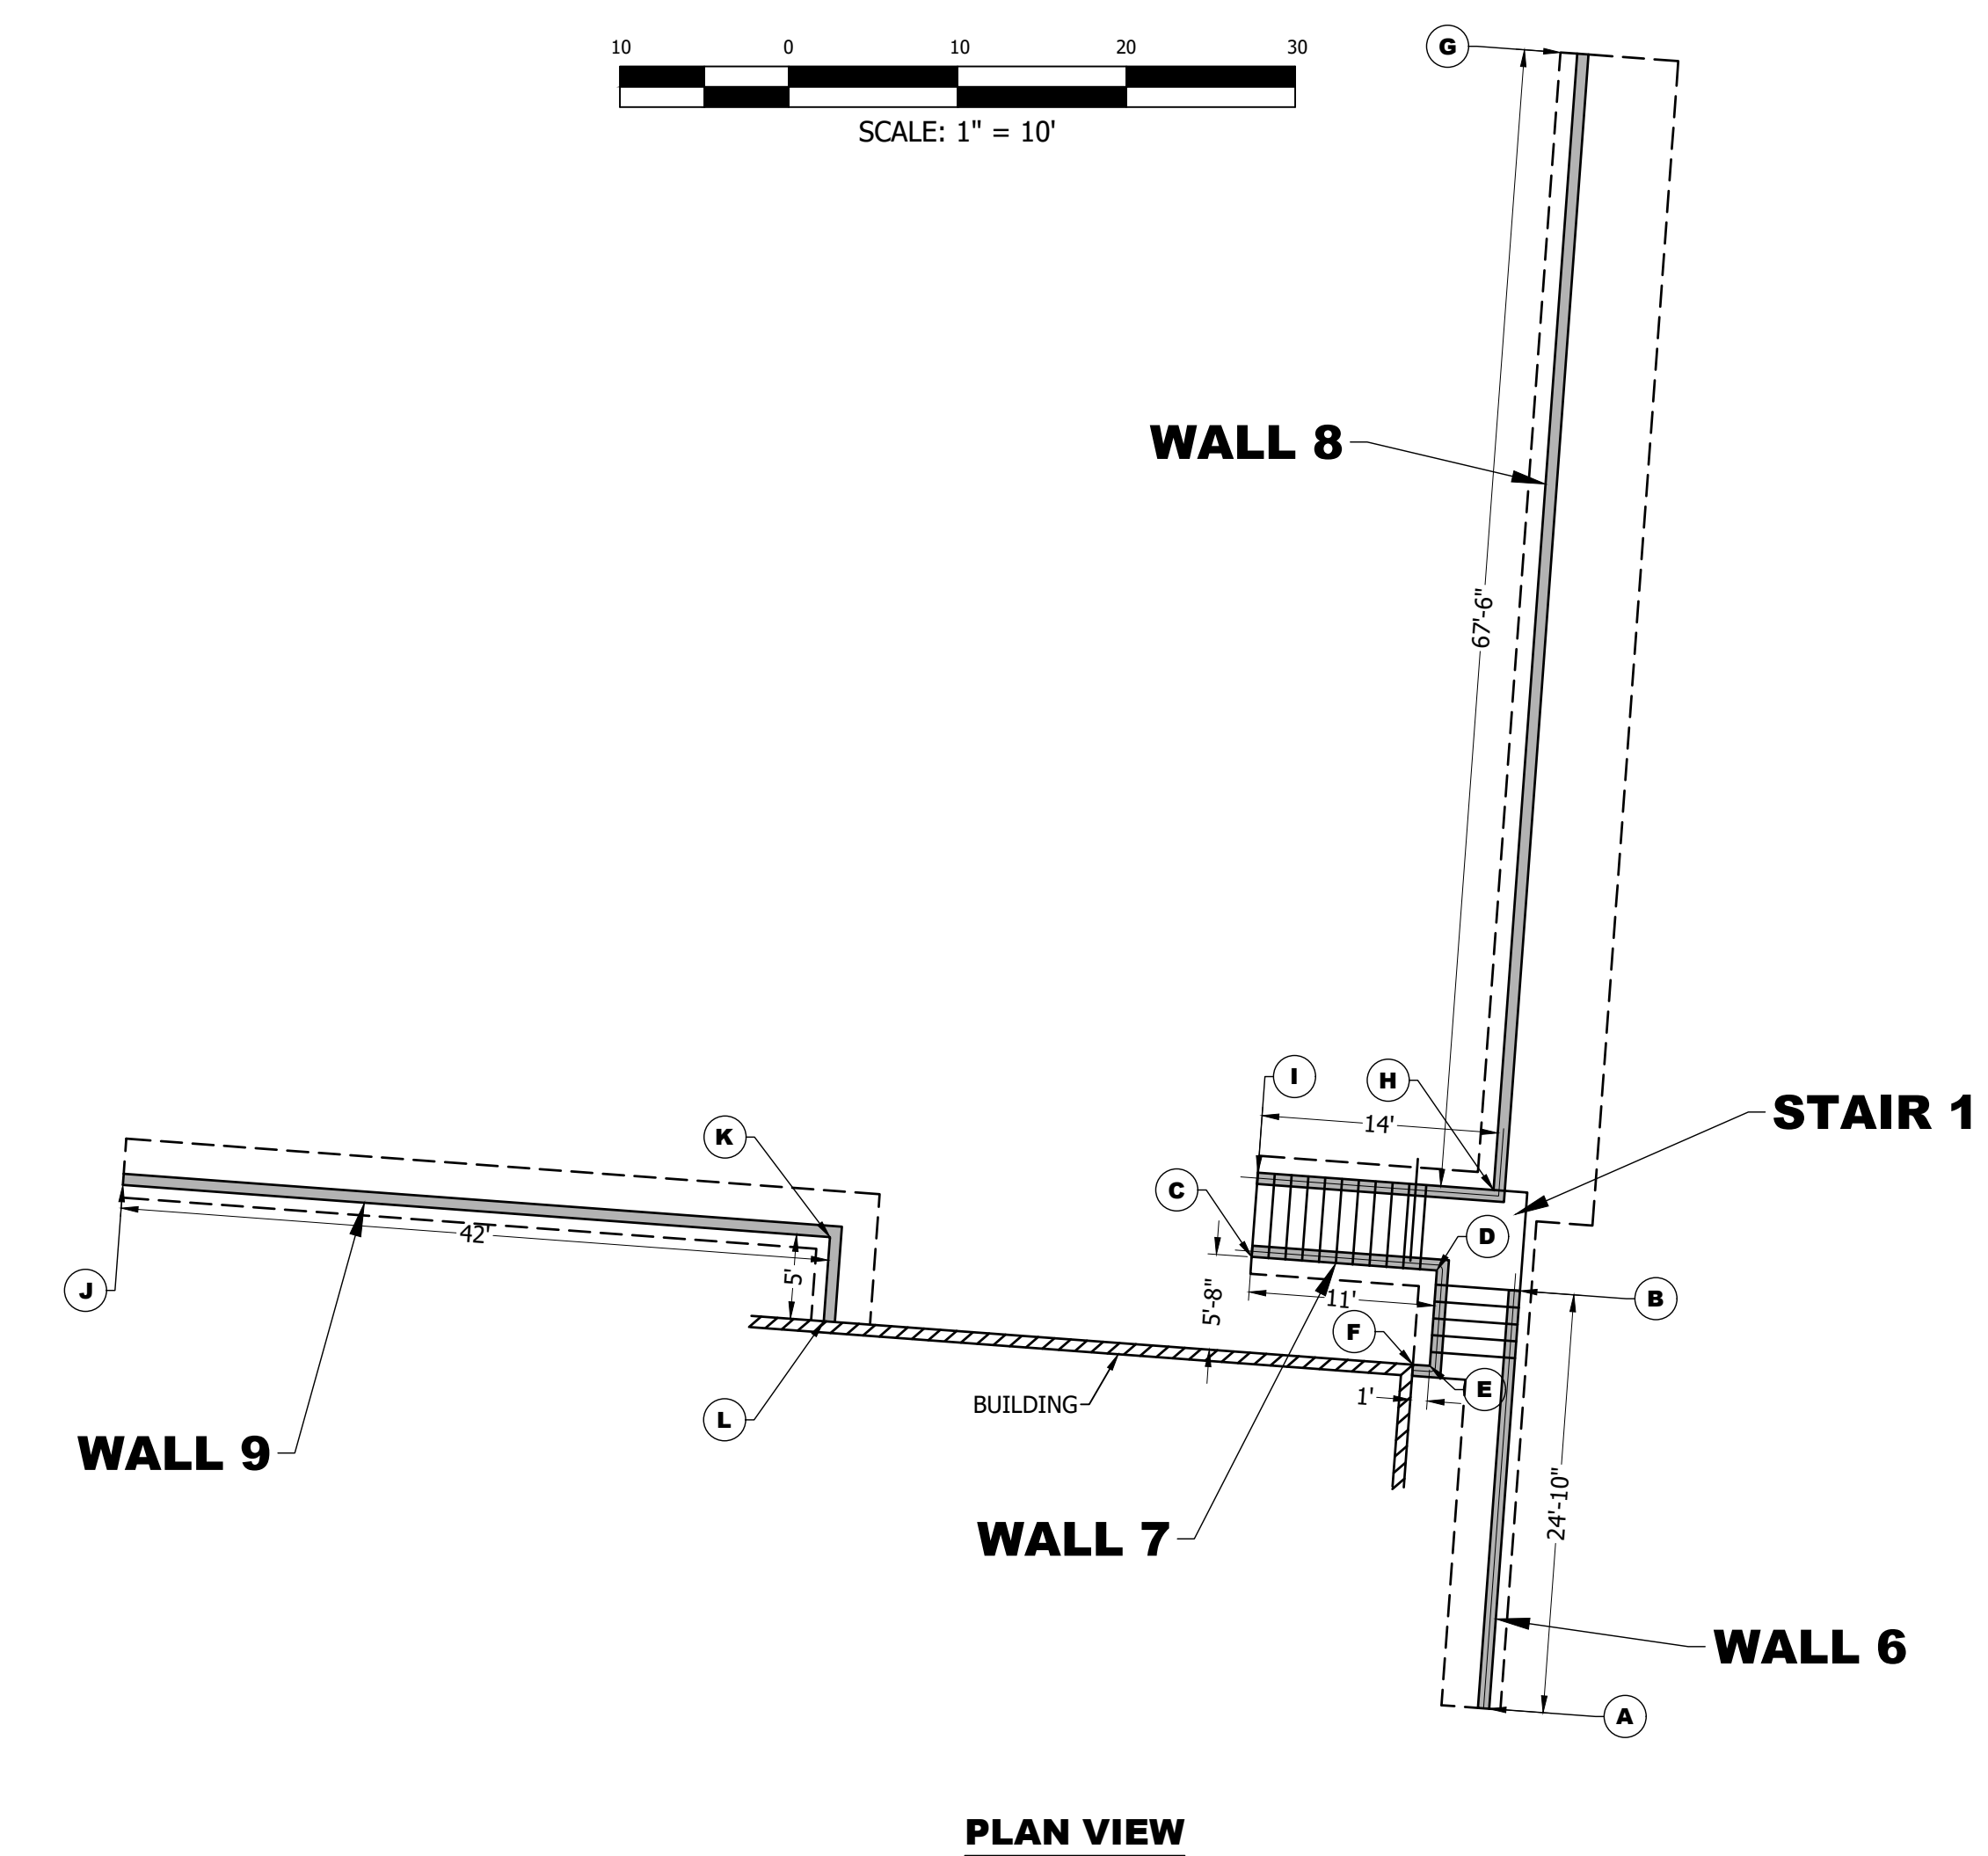 10 0 10 20 30
SCALE: 1" = 10'
G
WALL 8
67'-6"
STAIR 1
I
H
14'
K
C
D
42'
5'
J
B
5'-8"
11'
F
L
BUILDING
1'
E
WALL 9
24'-10"
WALL 7
WALL 6
A
PLAN VIEW